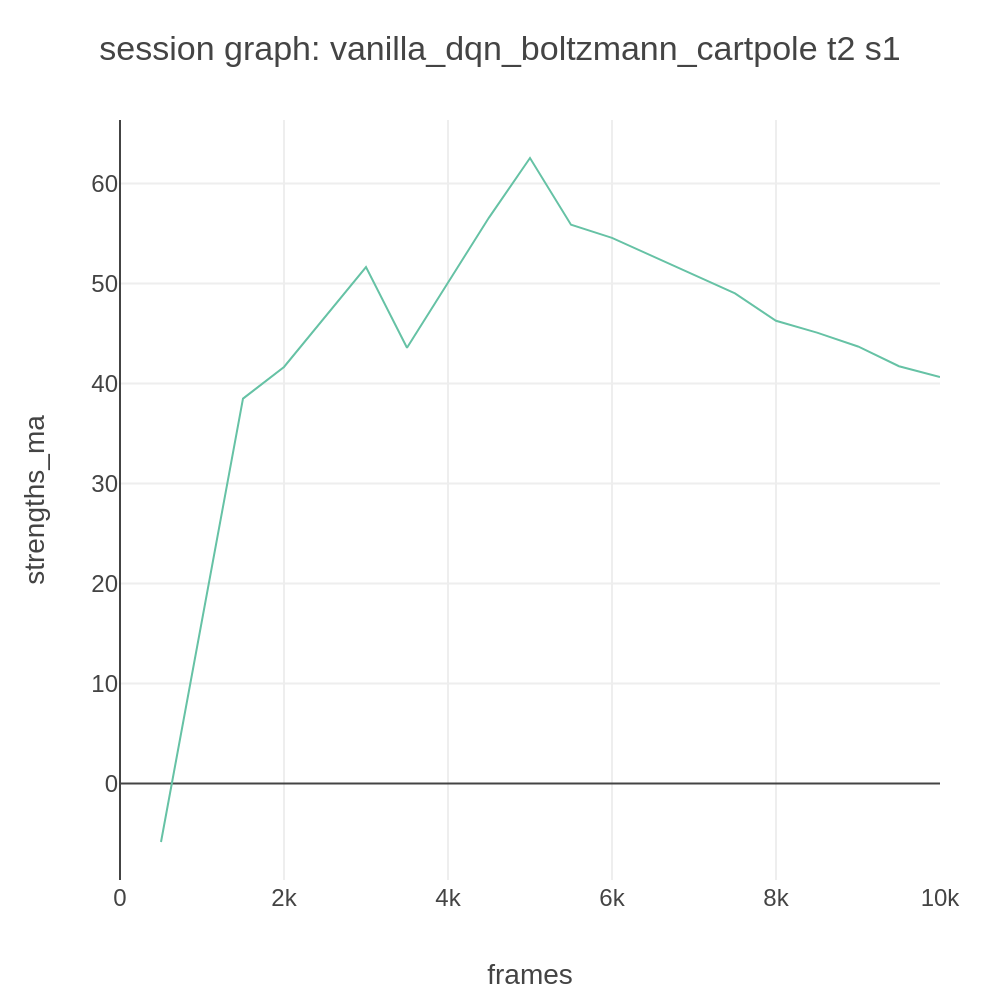 session graph: vanilla_dqn_boltzmann_cartpole t2 s1
60
50
40
30
20
10
0
strengths_ma
0 2k 4k 6k 8k 10k
frames